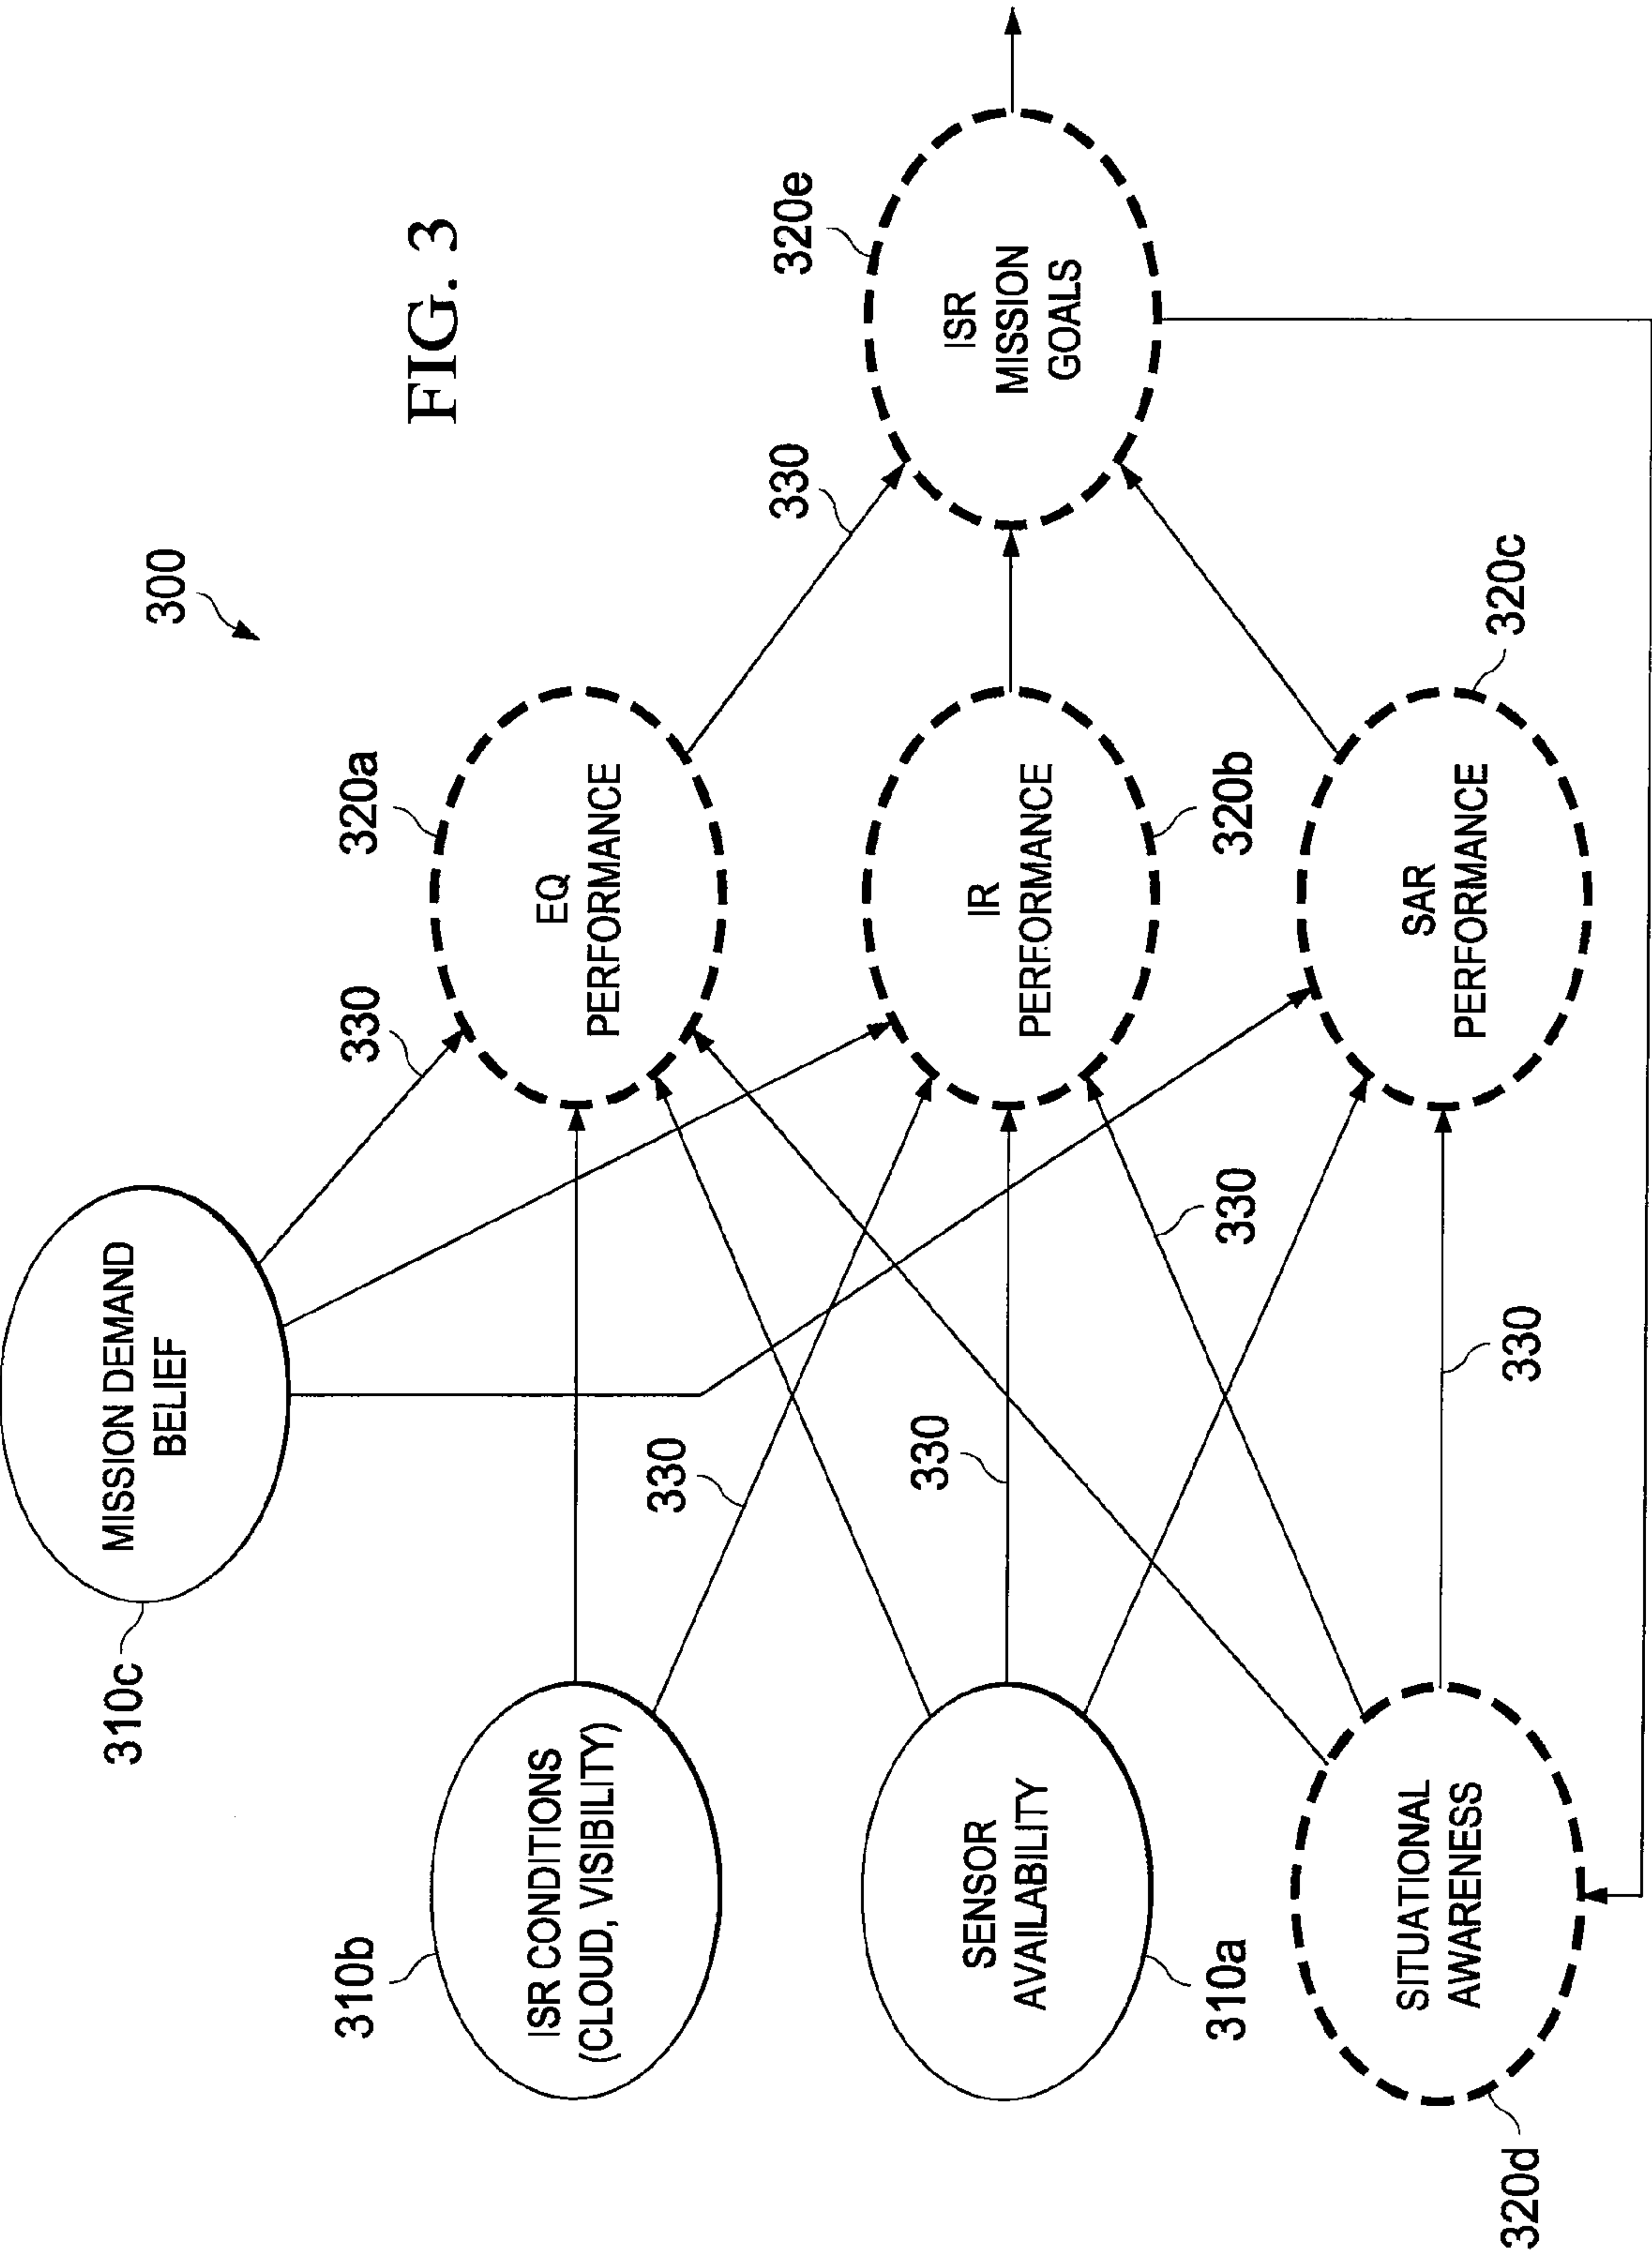 FIG. 3
300
310c
MISSION DEMAND
BELIEF
310b
ISR CONDITIONS
(CLOUD, VISIBILITY)
330
320a
EQ
PERFORMANCE
330
330
320e
ISR
MISSION
GOALS
SENSOR
AVAILABILITY
310a
330
IR
PERFORMANCE
320b
330
320d
SITUATIONAL
AWARENESS
330
SAR
PERFORMANCE
320c